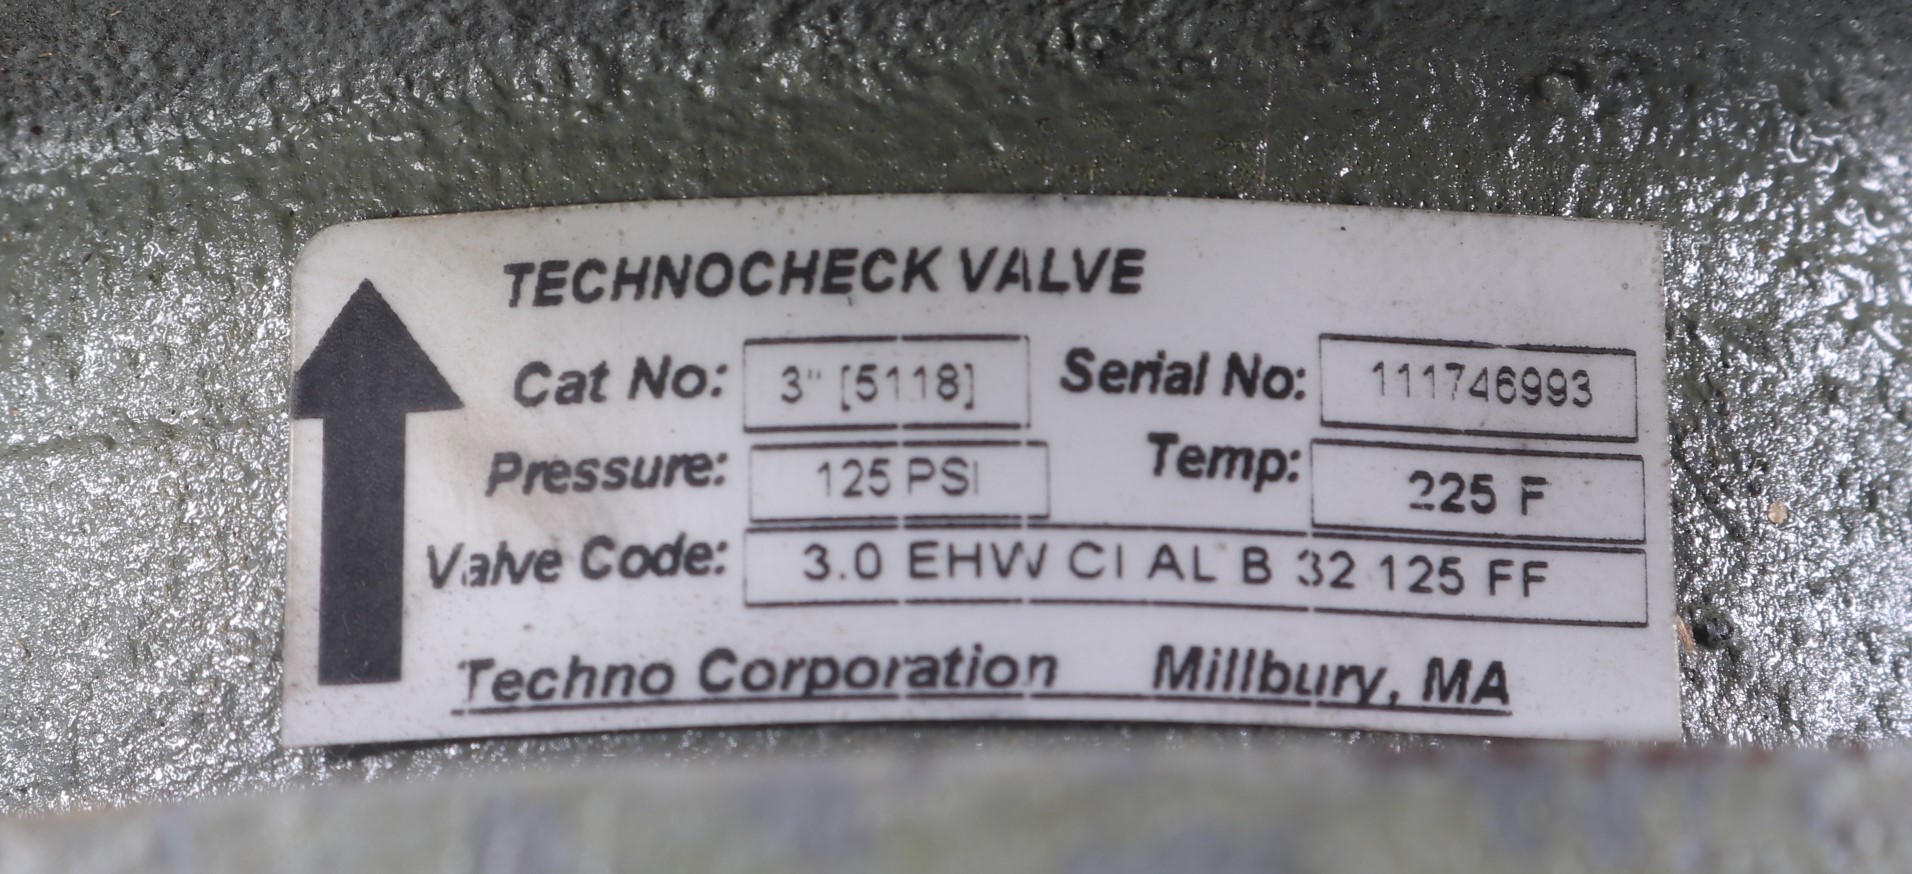 TECHNOCHECK VALVE
Cat No: 3" [5118] Serial No: 111746993
Pressure: 125 PSI Temp: 225 F
Valve Code: 3.0 EHW CI AL B 32 125 FF
Techno Corporation Millbury, MA